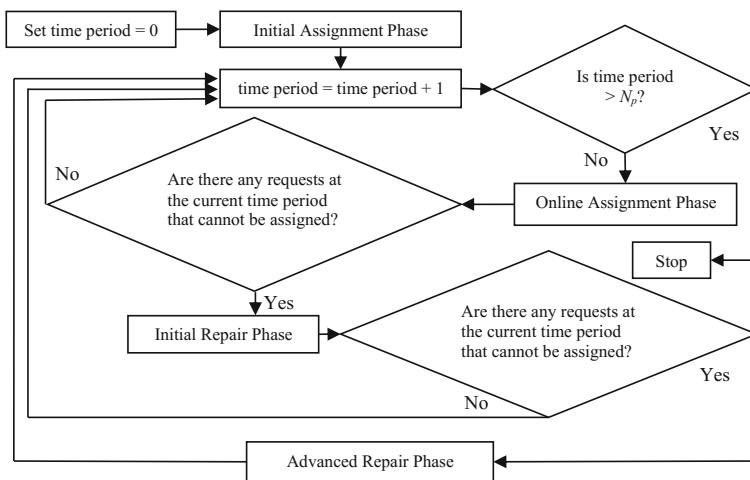 Set time period = 0
Initial Assignment Phase
time period = time period + 1
Is time period
> Np?
Yes
No
Online Assignment Phase
Are there any requests at
the current time period
that cannot be assigned?
No
Yes
Stop
Initial Repair Phase
Are there any requests at
the current time period
that cannot be assigned?
Yes
No
Advanced Repair Phase